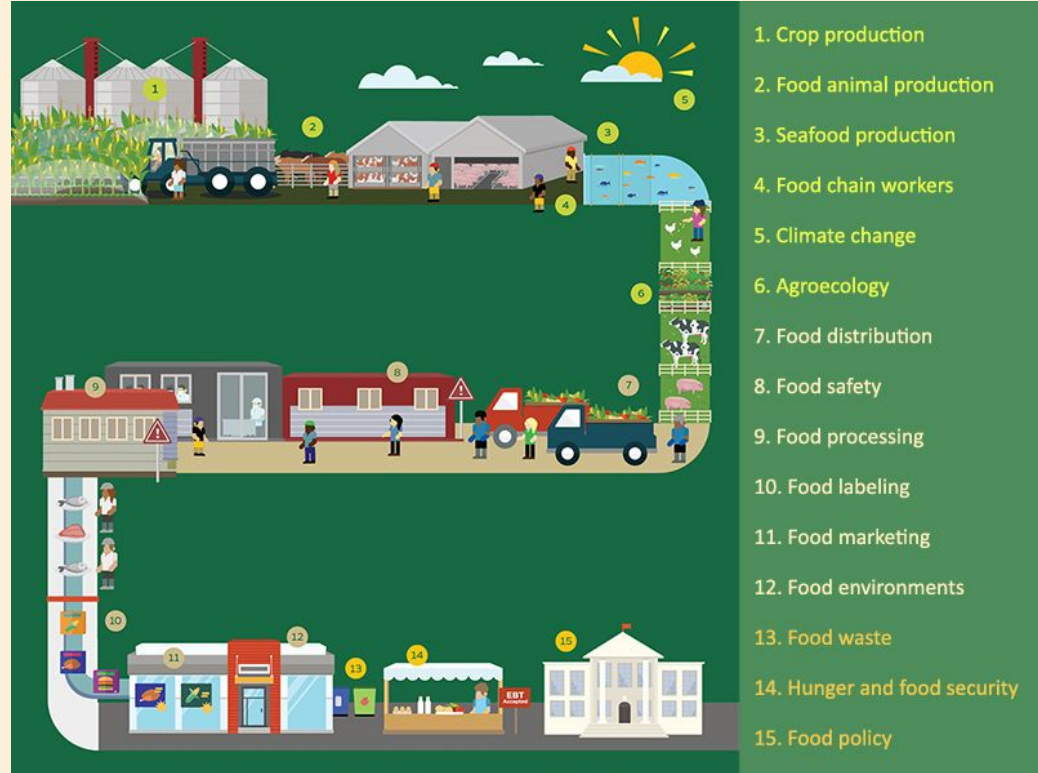 1
2
3
4
5
6
7
8
9
10
11
12
13
14
15
EBT
Accepted
1. Crop production
2. Food animal production
3. Seafood production
4. Food chain workers
5. Climate change
6. Agroecology
7. Food distribution
8. Food safety
9. Food processing
10. Food labeling
11. Food marketing
12. Food environments
13. Food waste
14. Hunger and food security
15. Food policy